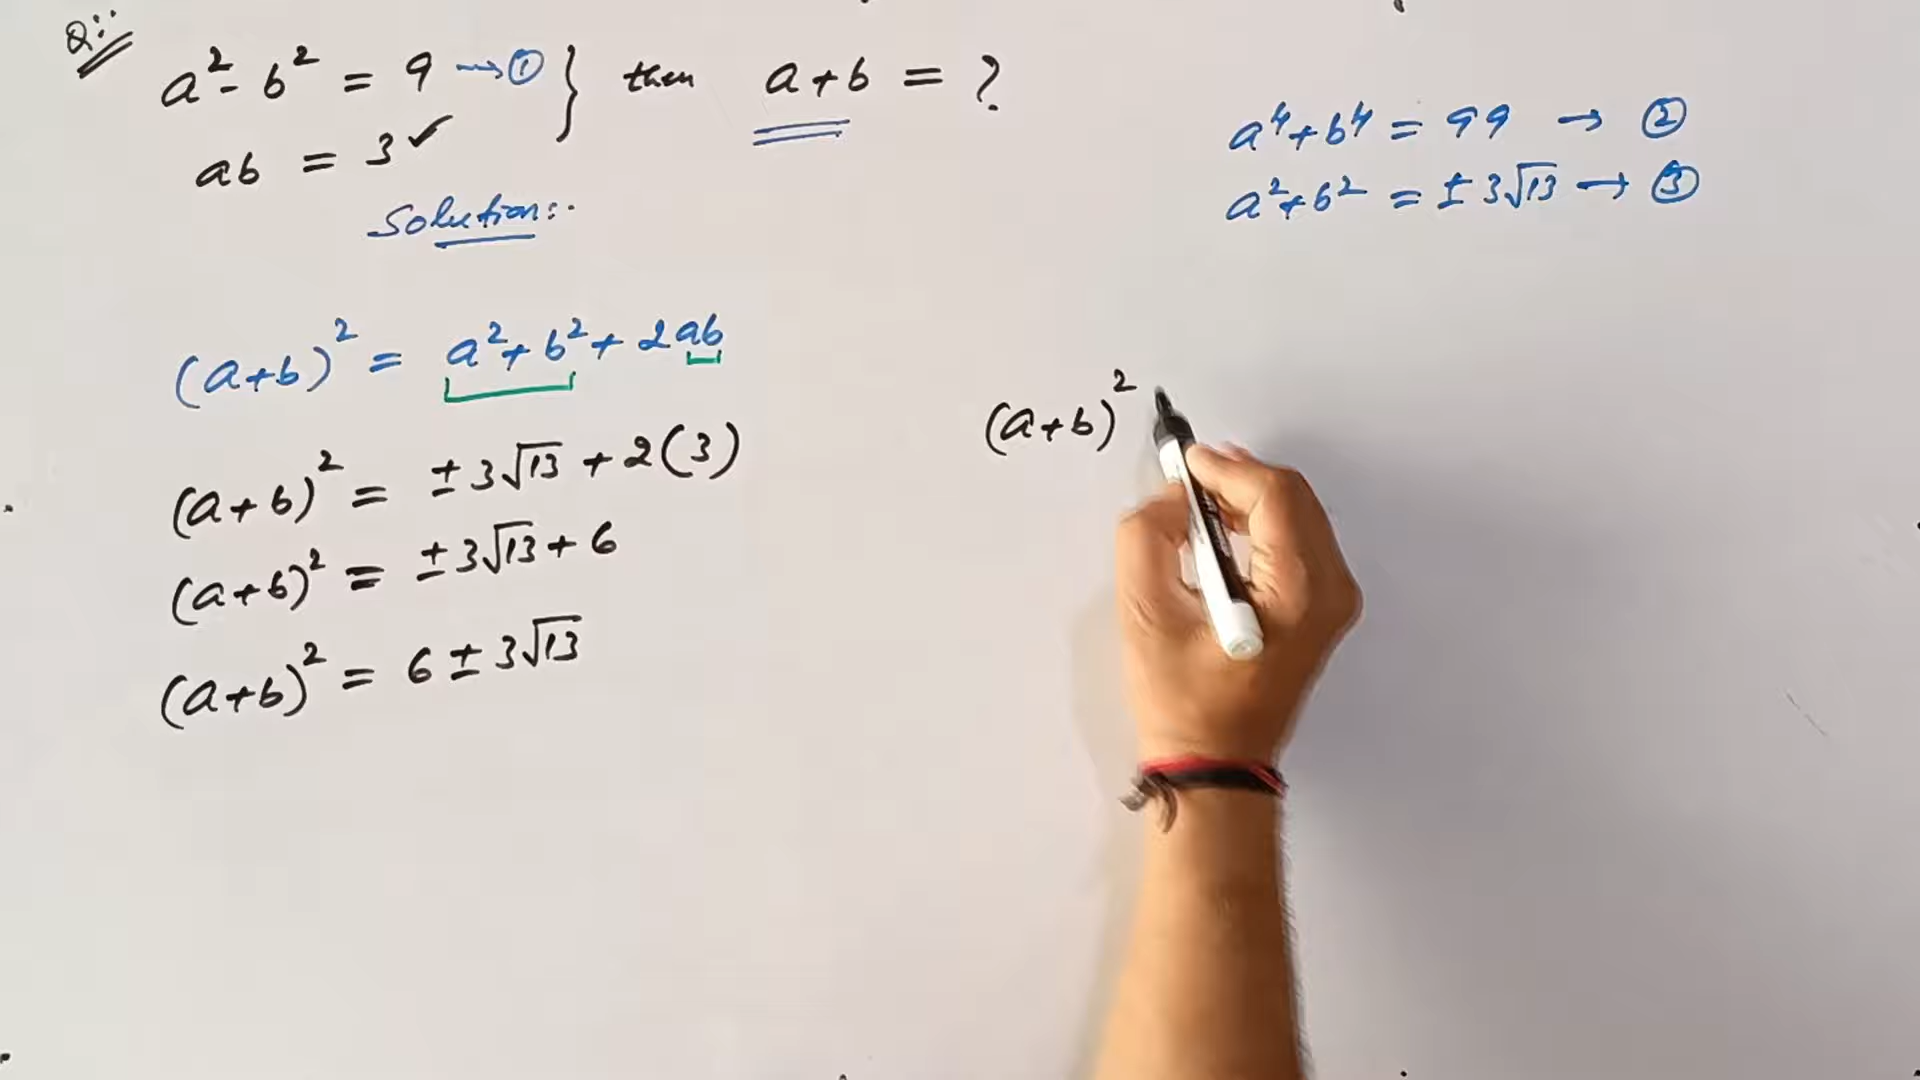 Q::
a² - b² = 9 → ① } then a+b = ?
ab = 3 ✓
Solution:.
a⁴+b⁴ = 99 → ②
a²+b² = ± 3√13 → ③
(a+b)² = a²+b²+2ab
(a+b)² = ± 3√13 + 2(3)
(a+b)² = ± 3√13 + 6
(a+b)² = 6 ± 3√13
(a+b)²